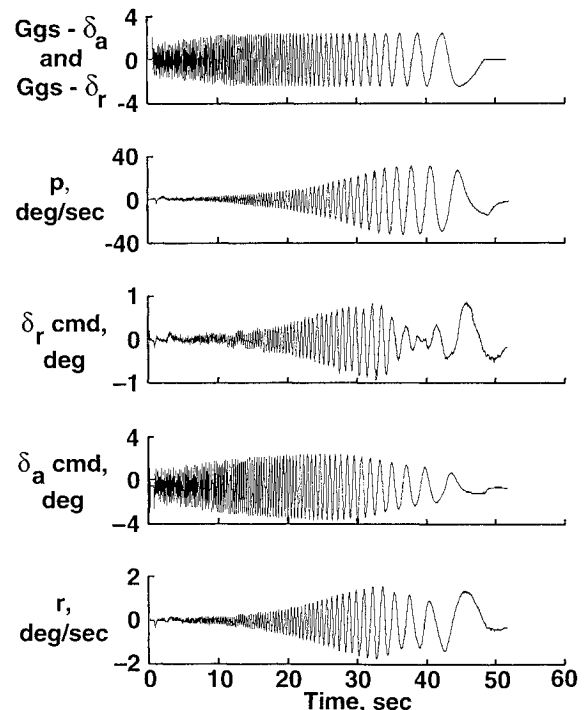 Ggs - δa
and
Ggs - δr
4
0
-4
p,
deg/sec
40
0
-40
δr cmd,
deg
1
0
-1
δa cmd,
deg
4
0
-4
r,
deg/sec
2
0
-2
0 10 20 30 40 50 60
Time, sec